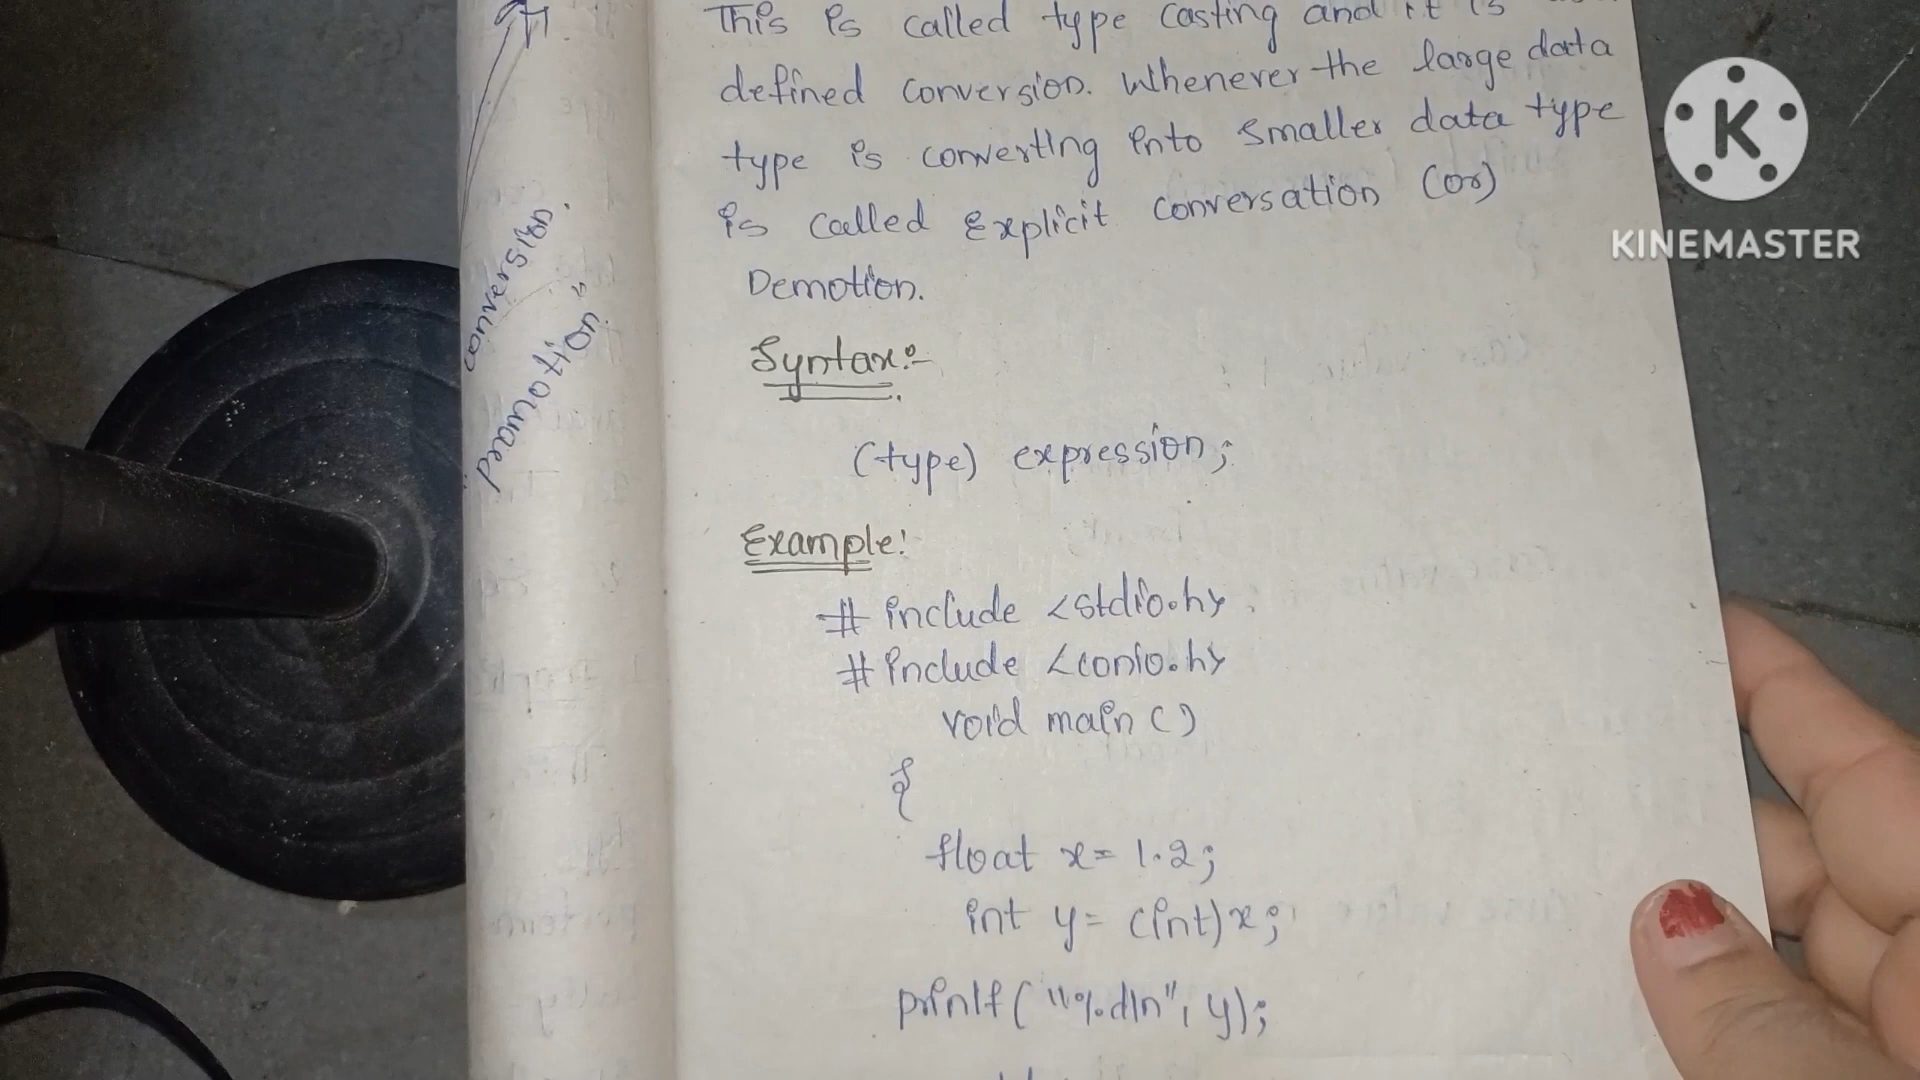 This is called type casting and it is
defined conversion. Whenever the large data
type is converting into smaller data type
is called Explicit conversation (or)
Demotion.
Syntax:-
(type) expression;
Example:
# include <stdio.h>
# include <conio.h>
void main ()
{
float x = 1.2;
int y = (int)x;
printf ("%d\n", y);
conversion.
KINEMASTER